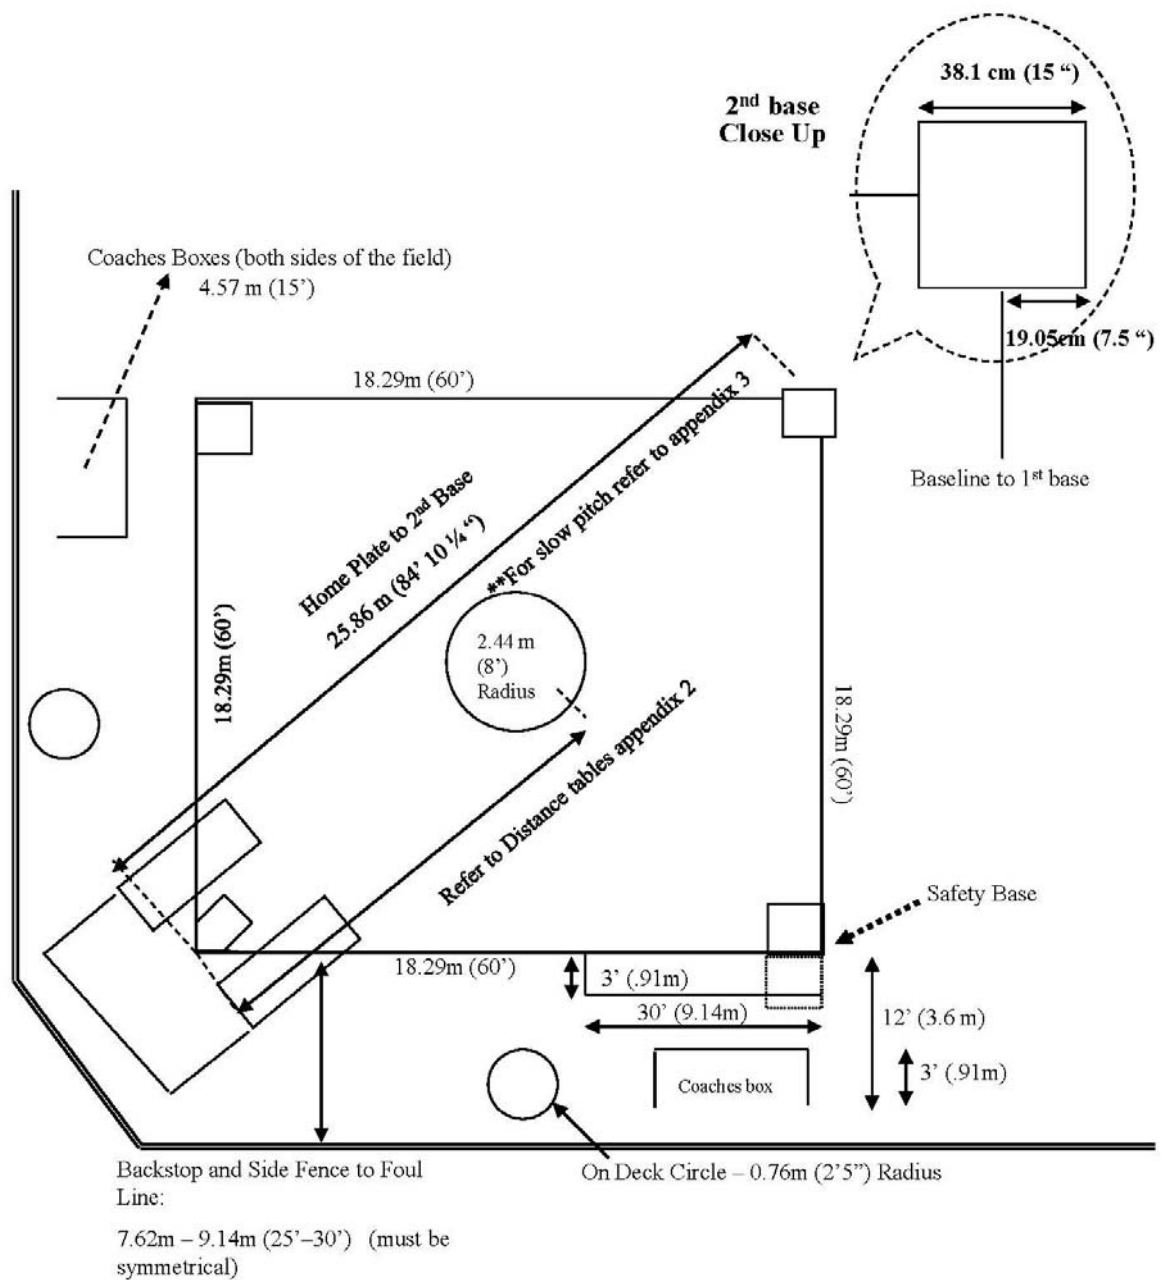 38.1 cm (15 “)
2nd base
Close Up
19.05cm (7.5 “)
Baseline to 1st base
Coaches Boxes (both sides of the field)
4.57 m (15’)
18.29m (60’)
Home Plate to 2nd Base
25.86 m (84’ 10 ¼ “)
**For slow pitch refer to appendix 3
18.29m (60’)
2.44 m
(8’)
Radius
Refer to Distance tables appendix 2
18.29m (60’)
Safety Base
18.29m (60’)
3’ (.91m)
30’ (9.14m)
12’ (3.6 m)
3’ (.91m)
Coaches box
Backstop and Side Fence to Foul
Line:
7.62m – 9.14m (25’–30’) (must be
symmetrical)
On Deck Circle – 0.76m (2’5”) Radius